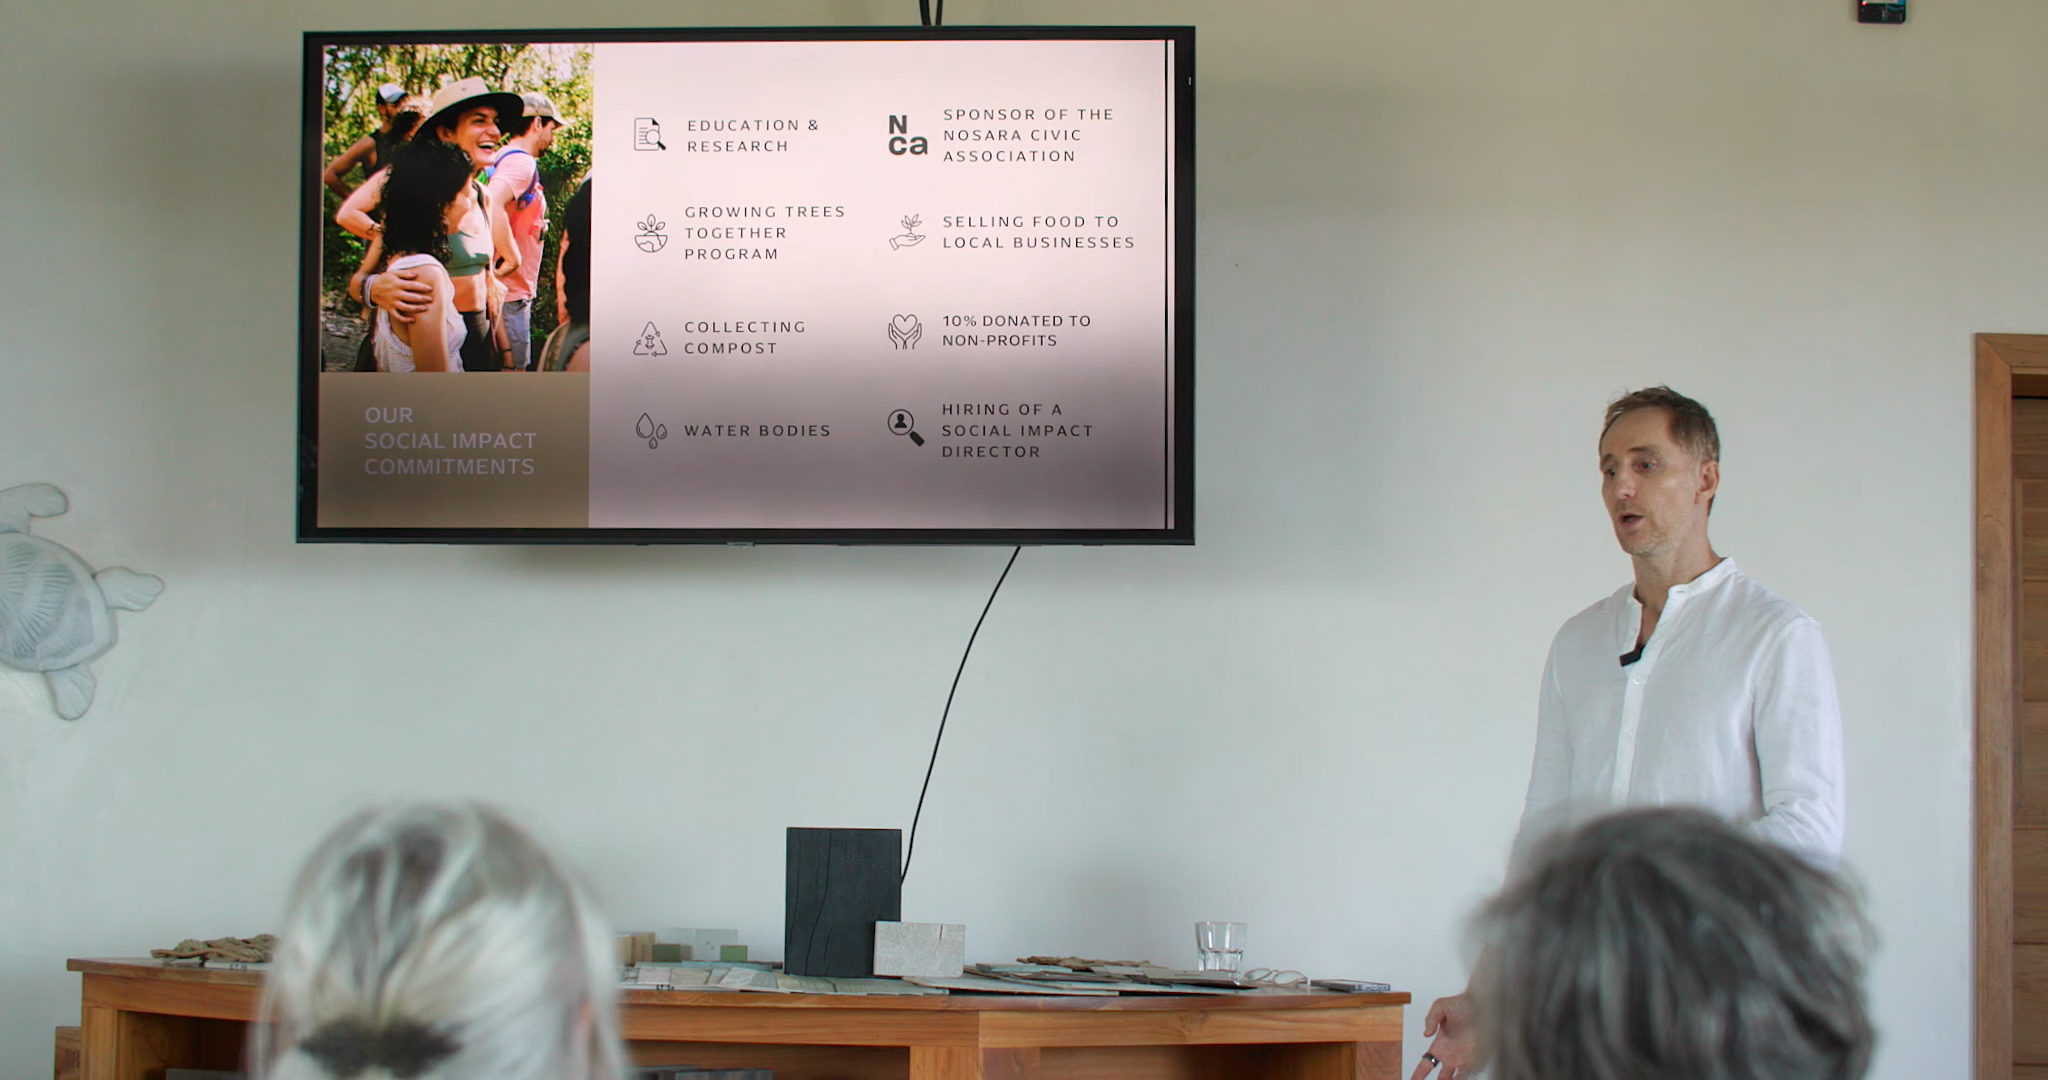 EDUCATION &
RESEARCH
GROWING TREES
TOGETHER
PROGRAM
COLLECTING
COMPOST
WATER BODIES
Nca
SPONSOR OF THE
NOSARA CIVIC
ASSOCIATION
SELLING FOOD TO
LOCAL BUSINESSES
10% DONATED TO
NON-PROFITS
HIRING OF A
SOCIAL IMPACT
DIRECTOR
OUR
SOCIAL IMPACT
COMMITMENTS